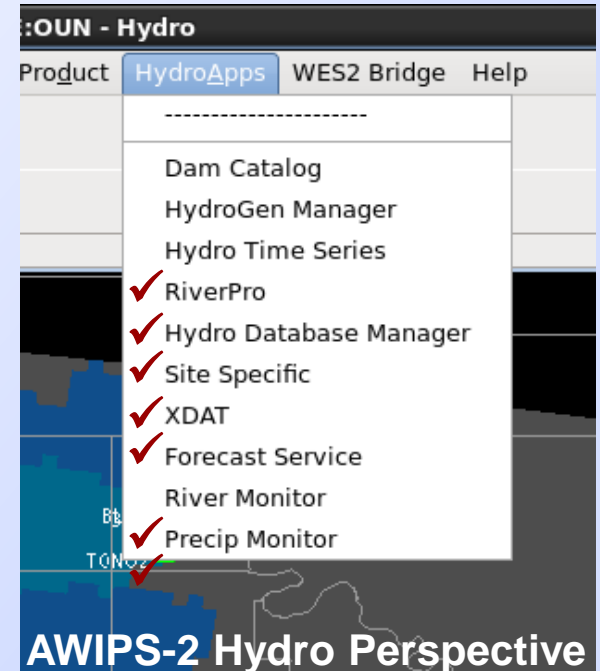 :OUN - Hydro
Product HydroApps WES2 Bridge Help
----------------------
Dam Catalog
HydroGen Manager
Hydro Time Series
RiverPro
Hydro Database Manager
Site Specific
XDAT
Forecast Service
River Monitor
Precip Monitor
AWIPS-2 Hydro Perspective